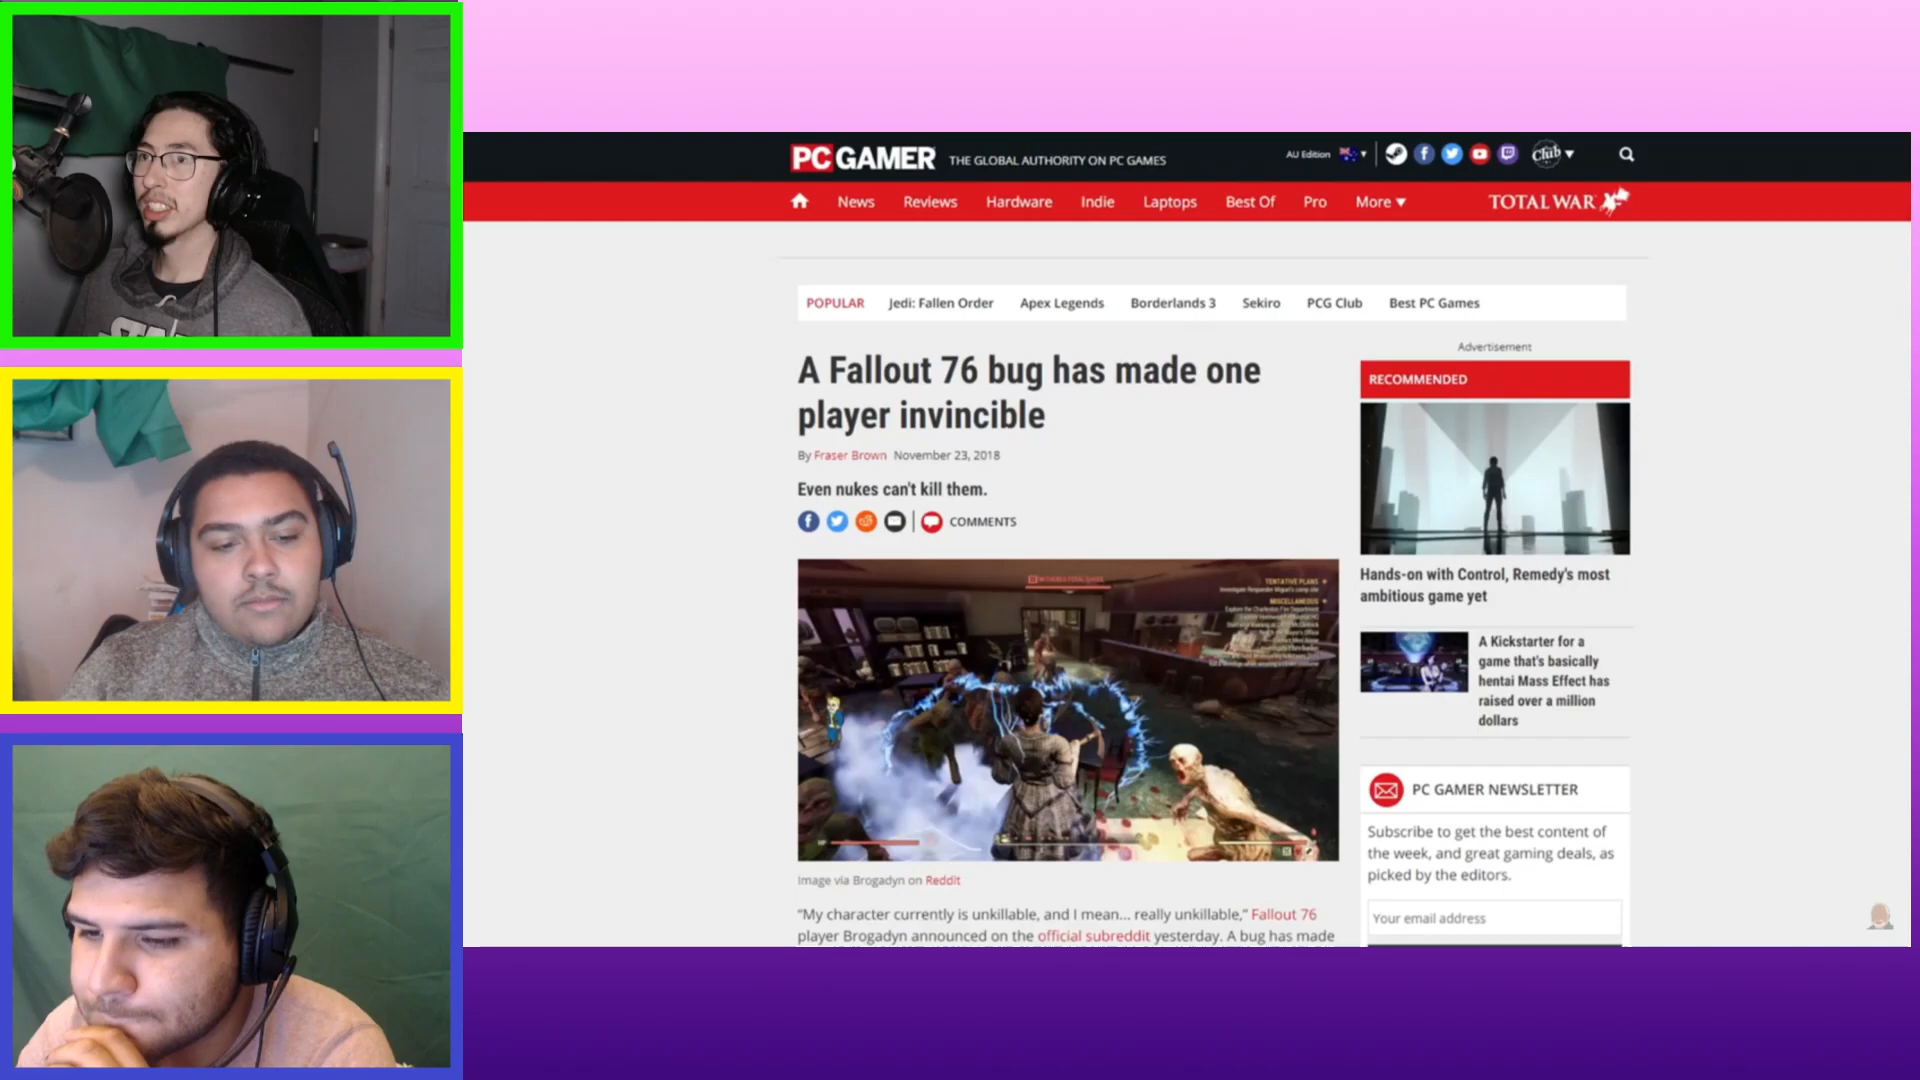 PC GAMER THE GLOBAL AUTHORITY ON PC GAMES
AU Edition
Club
News Reviews Hardware Indie Laptops Best Of Pro More
TOTAL WAR
POPULAR Jedi: Fallen Order Apex Legends Borderlands 3 Sekiro PCG Club Best PC Games
A Fallout 76 bug has made one
player invincible
By Fraser Brown November 23, 2018
Even nukes can't kill them.
COMMENTS
TENTATIVE PLANS
MISCELLANEOUS
HP
Image via Brogadyn on Reddit
“My character currently is unkillable, and I mean... really unkillable,” Fallout 76
player Brogadyn announced on the official subreddit yesterday. A bug has made
Advertisement
RECOMMENDED
Hands-on with Control, Remedy's most
ambitious game yet
A Kickstarter for a
game that's basically
hentai Mass Effect has
raised over a million
dollars
PC GAMER NEWSLETTER
Subscribe to get the best content of
the week, and great gaming deals, as
picked by the editors.
Your email address